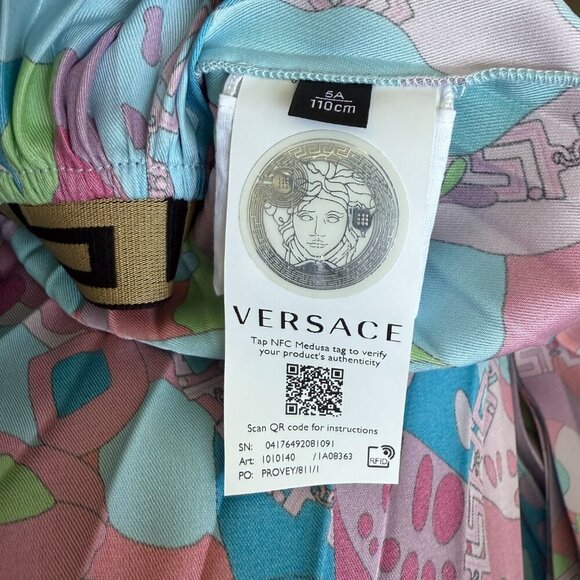 5A
110cm
VERSACE
Tap NFC Medusa tag to verify
your product's authenticity
Scan QR code for instructions
SN: 04176492081091
Art: 1010140 /1A08363
PO: PROVEY/811/1
RFID